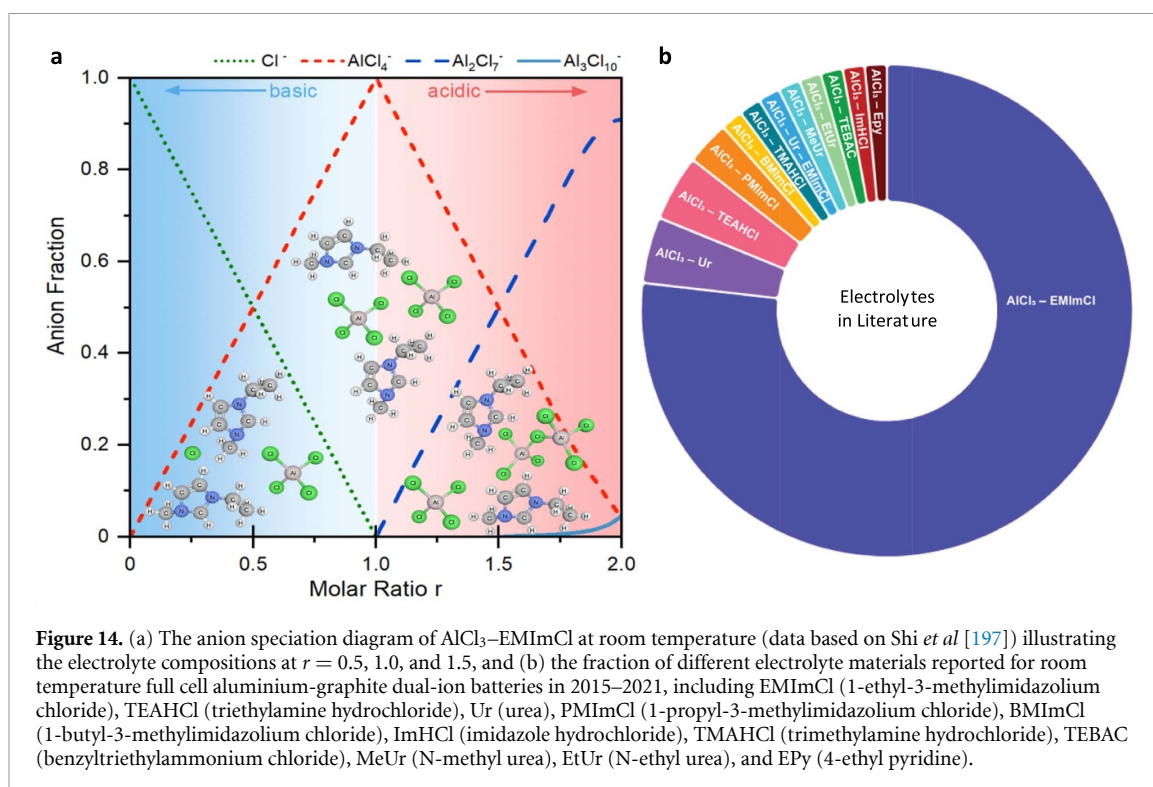 a
Cl⁻ AlCl₄⁻ Al₂Cl₇⁻ Al₃Cl₁₀⁻
basic acidic
Anion Fraction
1.0
0.8
0.6
0.4
0.2
0
0 0.5 1.0 1.5 2.0
Molar Ratio r
b
AlCl₃ – EMImCl
AlCl₃ – Ur
AlCl₃ – TEAHCl
AlCl₃ – PMImCl
AlCl₃ – BMImCl
AlCl₃ – TMAHCl
AlCl₃ – Ur – EMImCl
AlCl₃ – MeUr
AlCl₃ – EtUr
AlCl₃ – TEBAC
AlCl₃ – ImHCl
AlCl₃ – Epy
Electrolytes
in Literature
Figure 14. (a) The anion speciation diagram of AlCl₃–EMImCl at room temperature (data based on Shi et al [197]) illustrating
the electrolyte compositions at r = 0.5, 1.0, and 1.5, and (b) the fraction of different electrolyte materials reported for room
temperature full cell aluminium-graphite dual-ion batteries in 2015–2021, including EMImCl (1-ethyl-3-methylimidazolium
chloride), TEAHCl (triethylamine hydrochloride), Ur (urea), PMImCl (1-propyl-3-methylimidazolium chloride), BMImCl
(1-butyl-3-methylimidazolium chloride), ImHCl (imidazole hydrochloride), TMAHCl (trimethylamine hydrochloride), TEBAC
(benzyltriethylammonium chloride), MeUr (N-methyl urea), EtUr (N-ethyl urea), and EPy (4-ethyl pyridine).